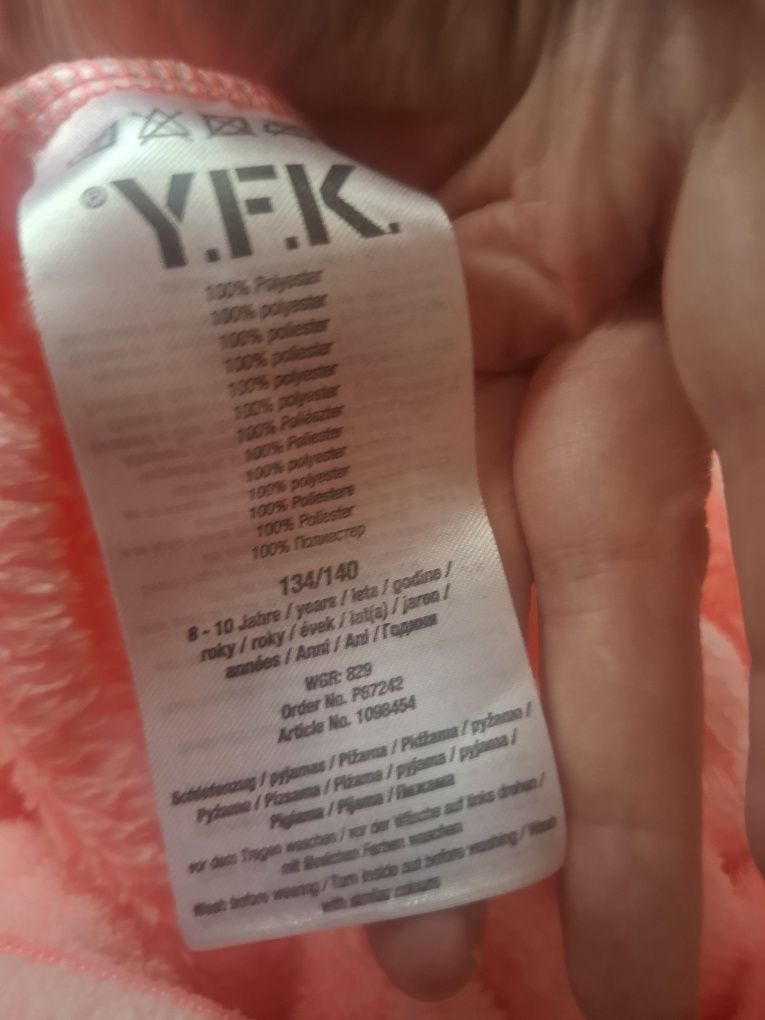 ® Y.F.K.
100% Polyester
100% polyester
100% poliester
100% poliester
100% polyester
100% polyester
100% Poliészter
100% Poliester
100% polyester
100% polyester
100% Poliestere
100% Poliester
100% Полиестер
134/140
8 - 10 Jahre / years / leta / godine /
roky / roky / évek / lat(a) / jaren /
années / Anni / Ani / Години
WGR: 829
Order No. P67242
Article No. 1098454
Schlafanzug / pyjamas / Pižama / Pidžama / pyžamo /
Pyžamo / Pizsama / Piżama / pyjama / pyjama /
Pigiama / Pijama / Пижама
vor dem Tragen waschen / vor der Wäsche auf links drehen /
mit ähnlichen Farben waschen
Wash before wearing / Turn inside out before washing / Wash
with similar colours